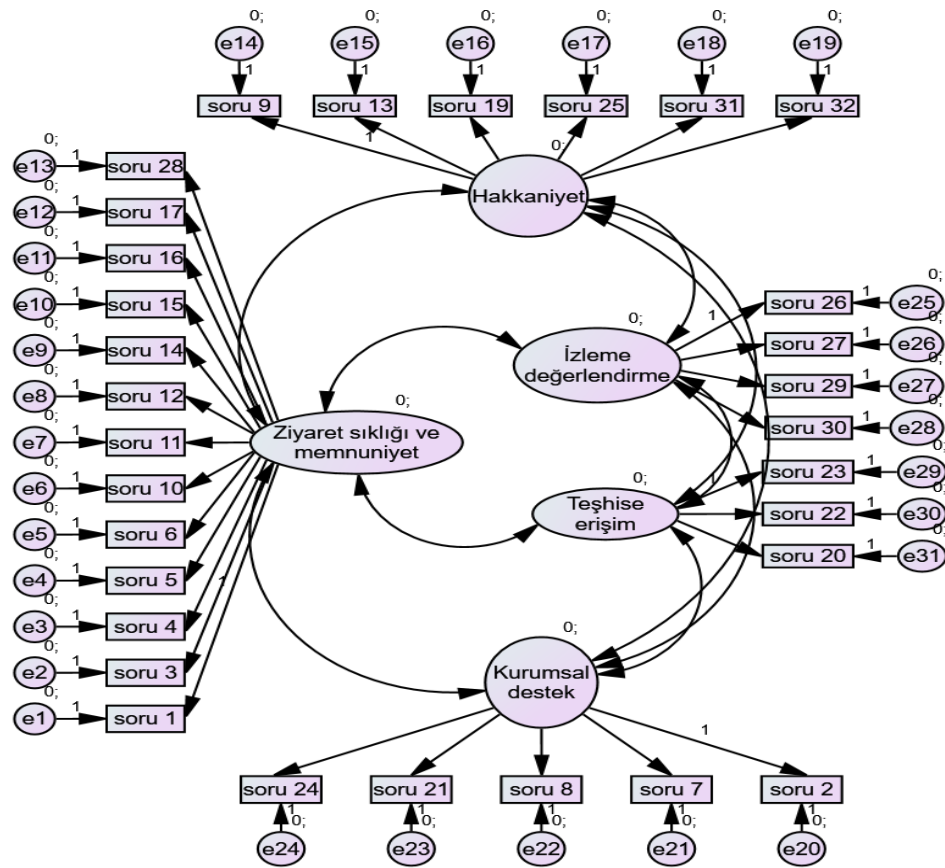 0; 0; 0; 0; 0; 0;
e14 e15 e16 e17 e18 e19
1 1 1 1 1 1
soru 9 soru 13 soru 19 soru 25 soru 31 soru 32
1
0;
Hakkaniyet
0;
e13 1 soru 28
0;
e12 1 soru 17
0;
e11 1 soru 16
0;
e10 1 soru 15
0;
e9 1 soru 14
0;
e8 1 soru 12
0;
e7 1 soru 11
0;
e6 1 soru 10
0;
e5 1 soru 6
0;
e4 1 soru 5
0;
e3 1 soru 4
0;
e2 1 soru 3
0;
e1 1 soru 1
1
0;
Ziyaret sıklığı ve
memnuniyet
0;
İzleme
değerlendirme
1
0;
soru 26 1 e25
0;
soru 27 1 e26
0;
soru 29 1 e27
0;
soru 30 1 e28
0;
Teşhise
erişim
1
0;
soru 23 1 e29
0;
soru 22 1 e30
0;
soru 20 1 e31
0;
Kurumsal
destek
1
soru 24 soru 21 soru 8 soru 7 soru 2
1 1 1 1 1
0; 0; 0; 0; 0;
e24 e23 e22 e21 e20